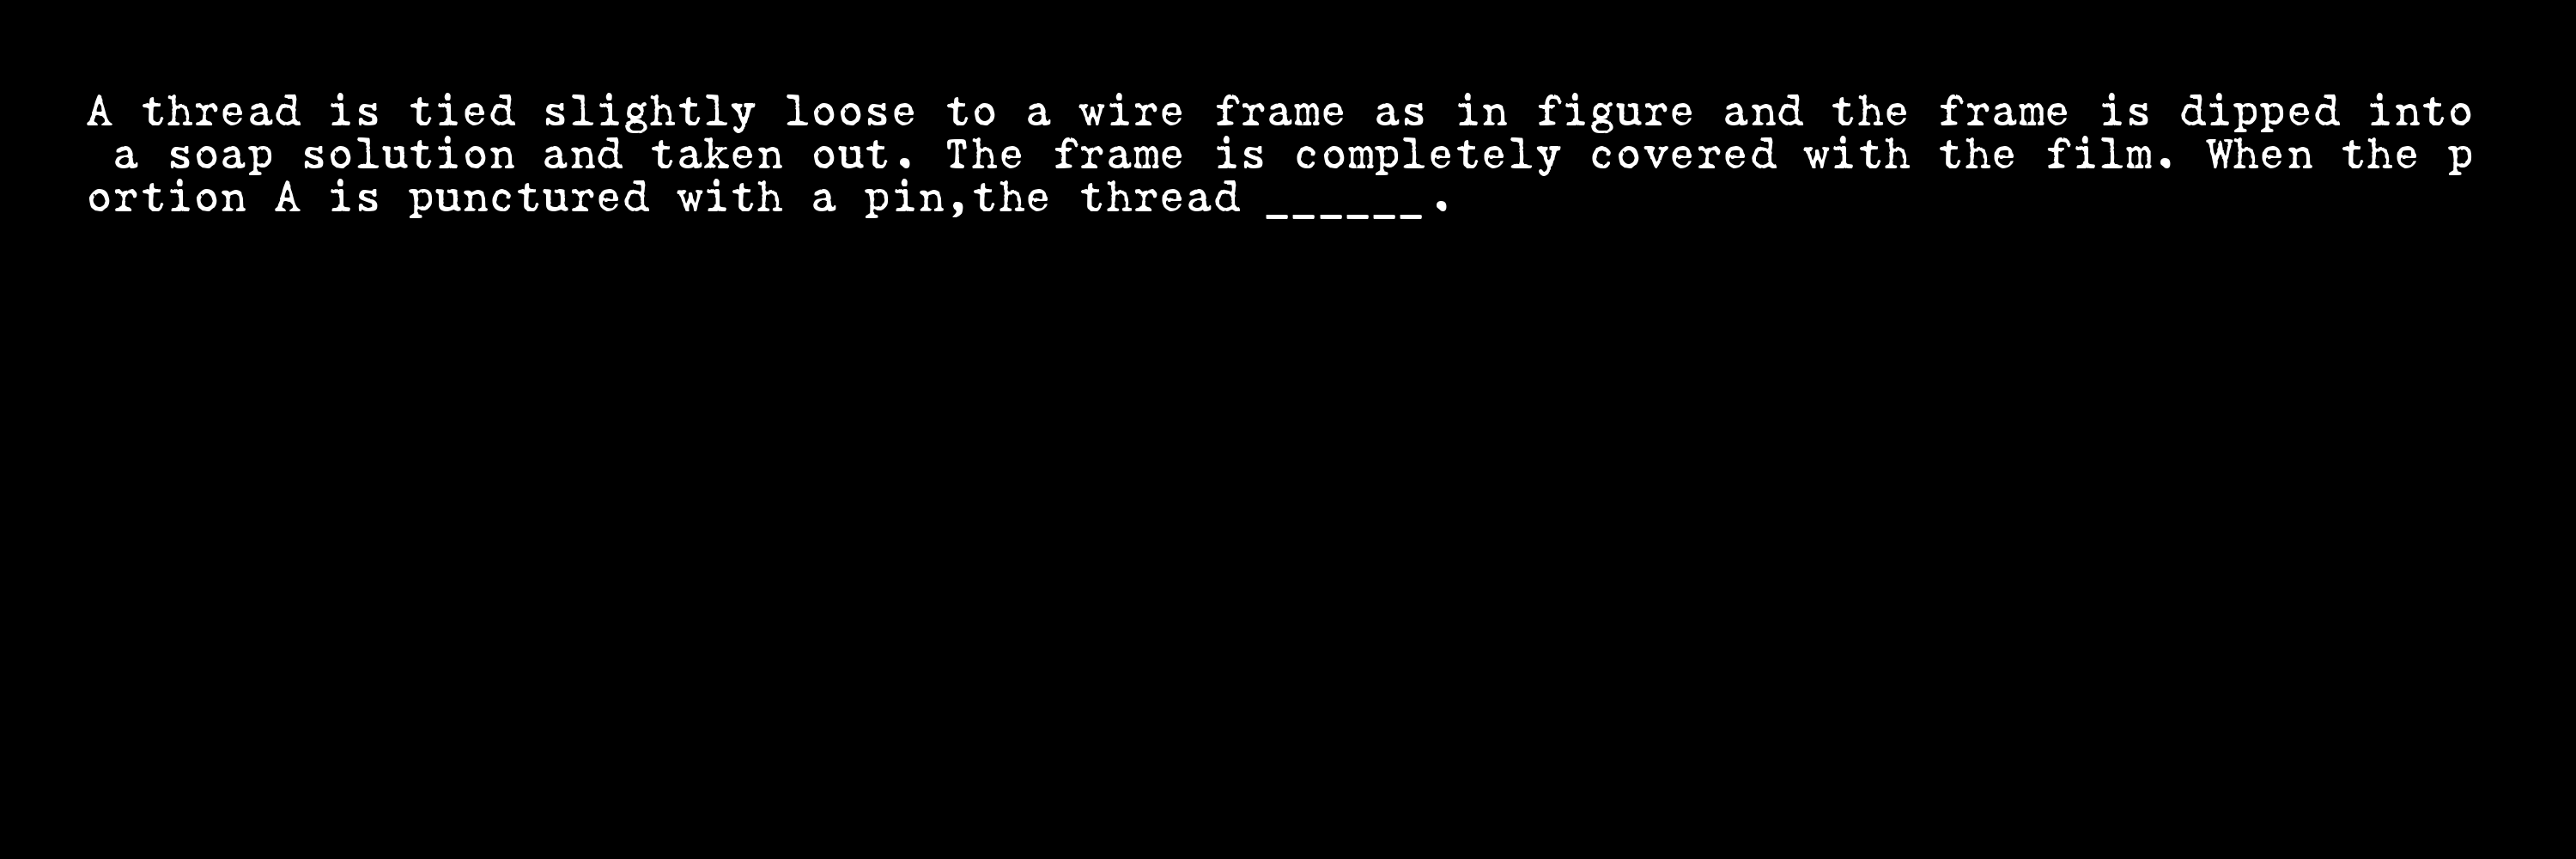 A thread is tied slightly loose to a wire frame as in figure and the frame is dipped into
a soap solution and taken out. The frame is completely covered with the film. When the p
ortion A is punctured with a pin,the thread ______.